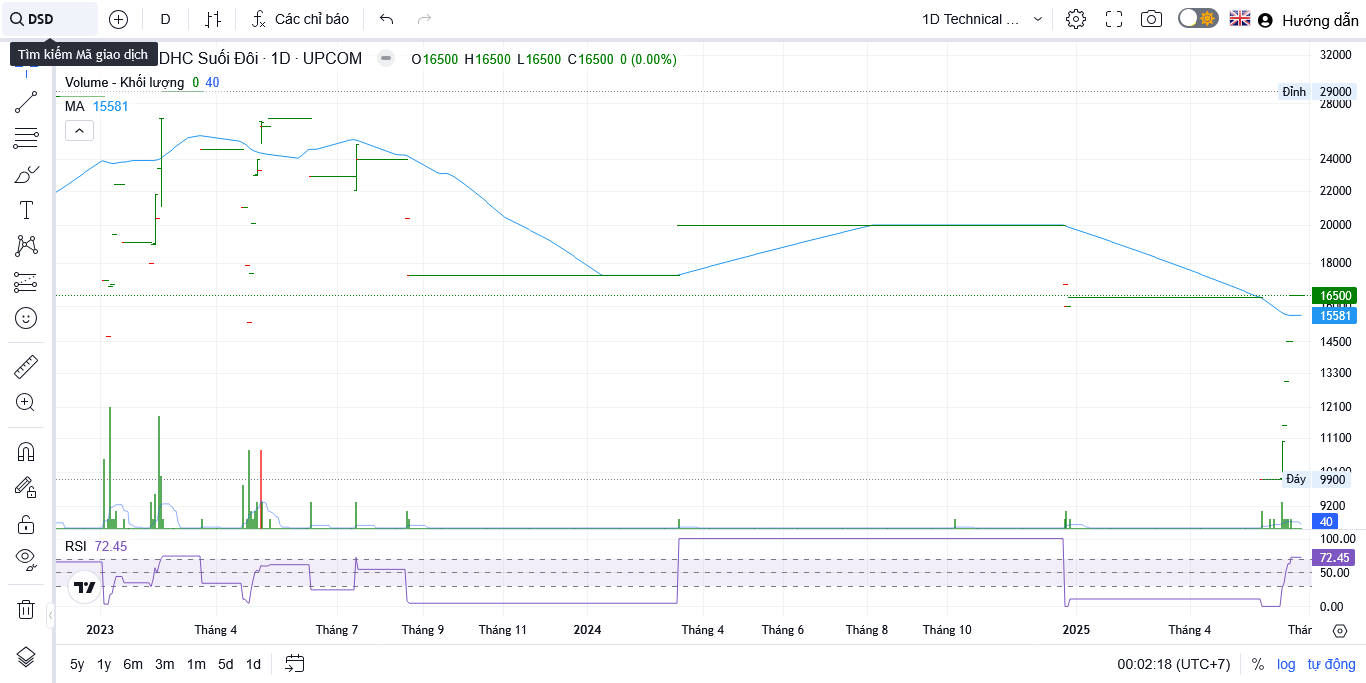 DSD D Các chỉ báo 1D Technical ... Hướng dẫn
Tìm kiếm Mã giao dịch
DHC Suối Đôi · 1D · UPCOM O16500 H16500 L16500 C16500 0 (0.00%)
Volume - Khối lượng 0 40
MA 15581
32000
Đỉnh 29000
28000
24000
22000
20000
18000
16500
16000
15581
14500
13300
12100
11100
10100
Đáy 9900
9200
40
RSI 72.45
100.00
72.45
50.00
0.00
2023 Tháng 4 Tháng 7 Tháng 9 Tháng 11 2024 Tháng 4 Tháng 6 Tháng 8 Tháng 10 2025 Tháng 4 Thár
5y 1y 6m 3m 1m 5d 1d 00:02:18 (UTC+7) % log tự động